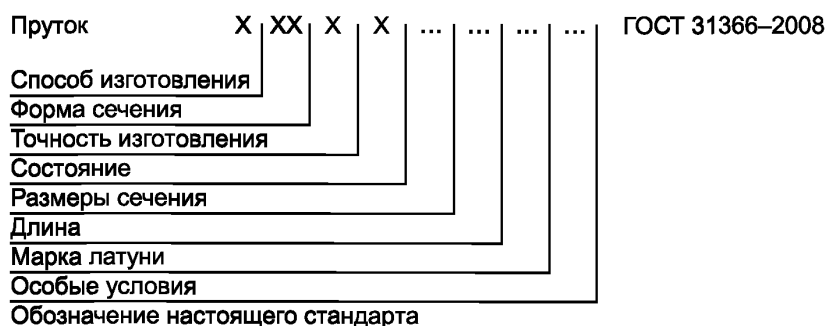 Пруток Х ХХ Х Х ... ... ... ... ГОСТ 31366–2008
Способ изготовления
Форма сечения
Точность изготовления
Состояние
Размеры сечения
Длина
Марка латуни
Особые условия
Обозначение настоящего стандарта